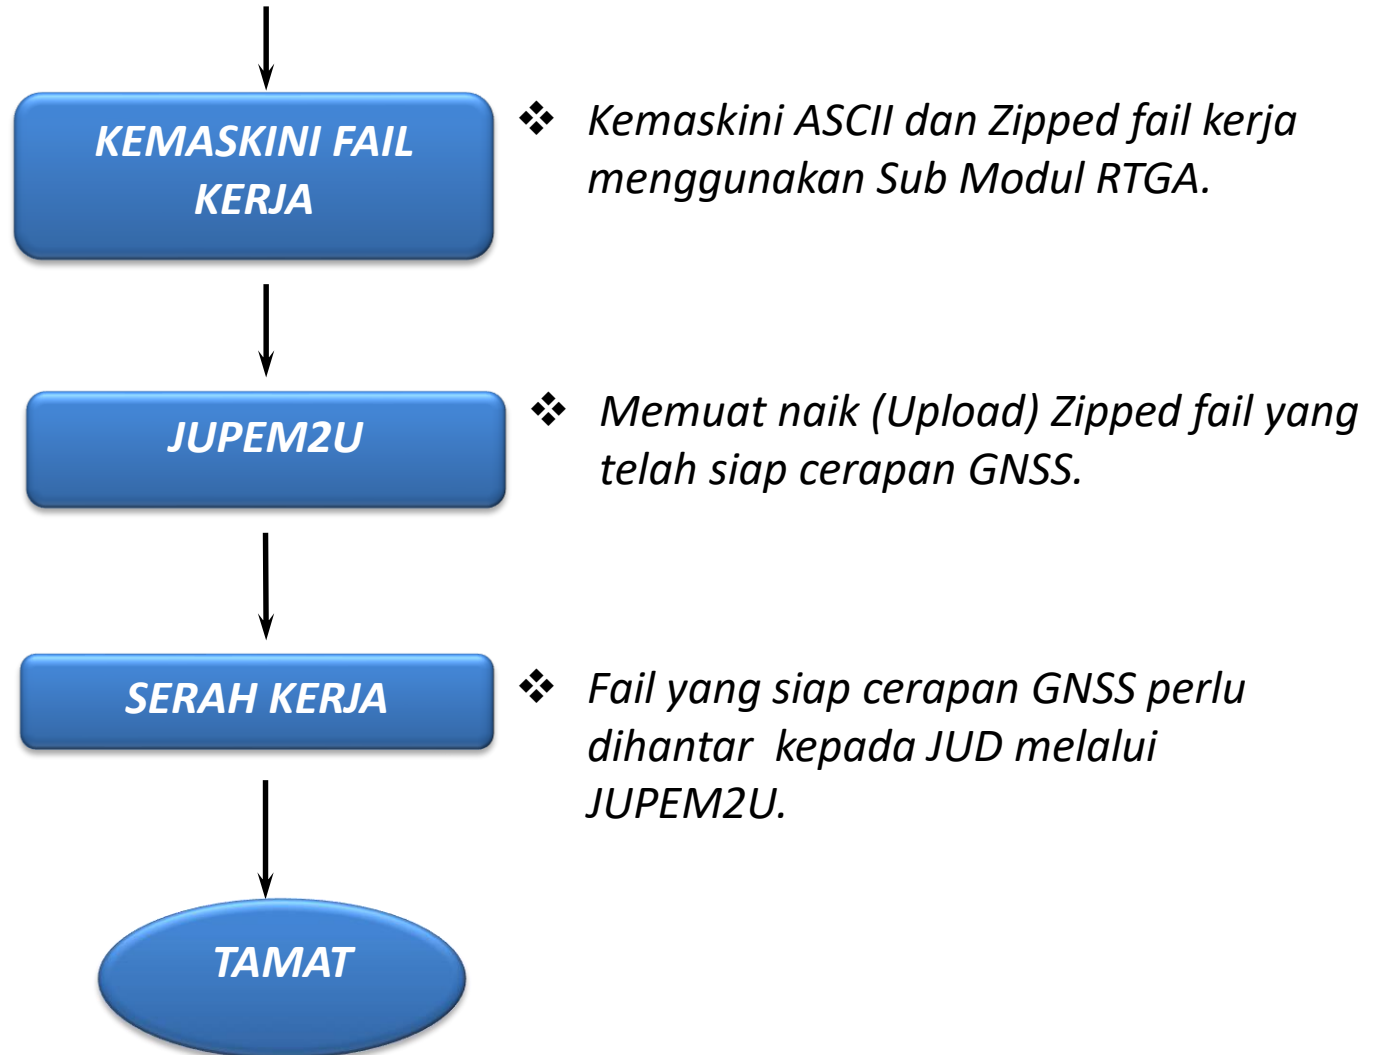 KEMASKINI FAIL
KERJA
❖ Kemaskini ASCII dan Zipped fail kerja
menggunakan Sub Modul RTGA.
JUPEM2U
❖ Memuat naik (Upload) Zipped fail yang
telah siap cerapan GNSS.
SERAH KERJA
❖ Fail yang siap cerapan GNSS perlu
dihantar  kepada JUD melalui
JUPEM2U.
TAMAT